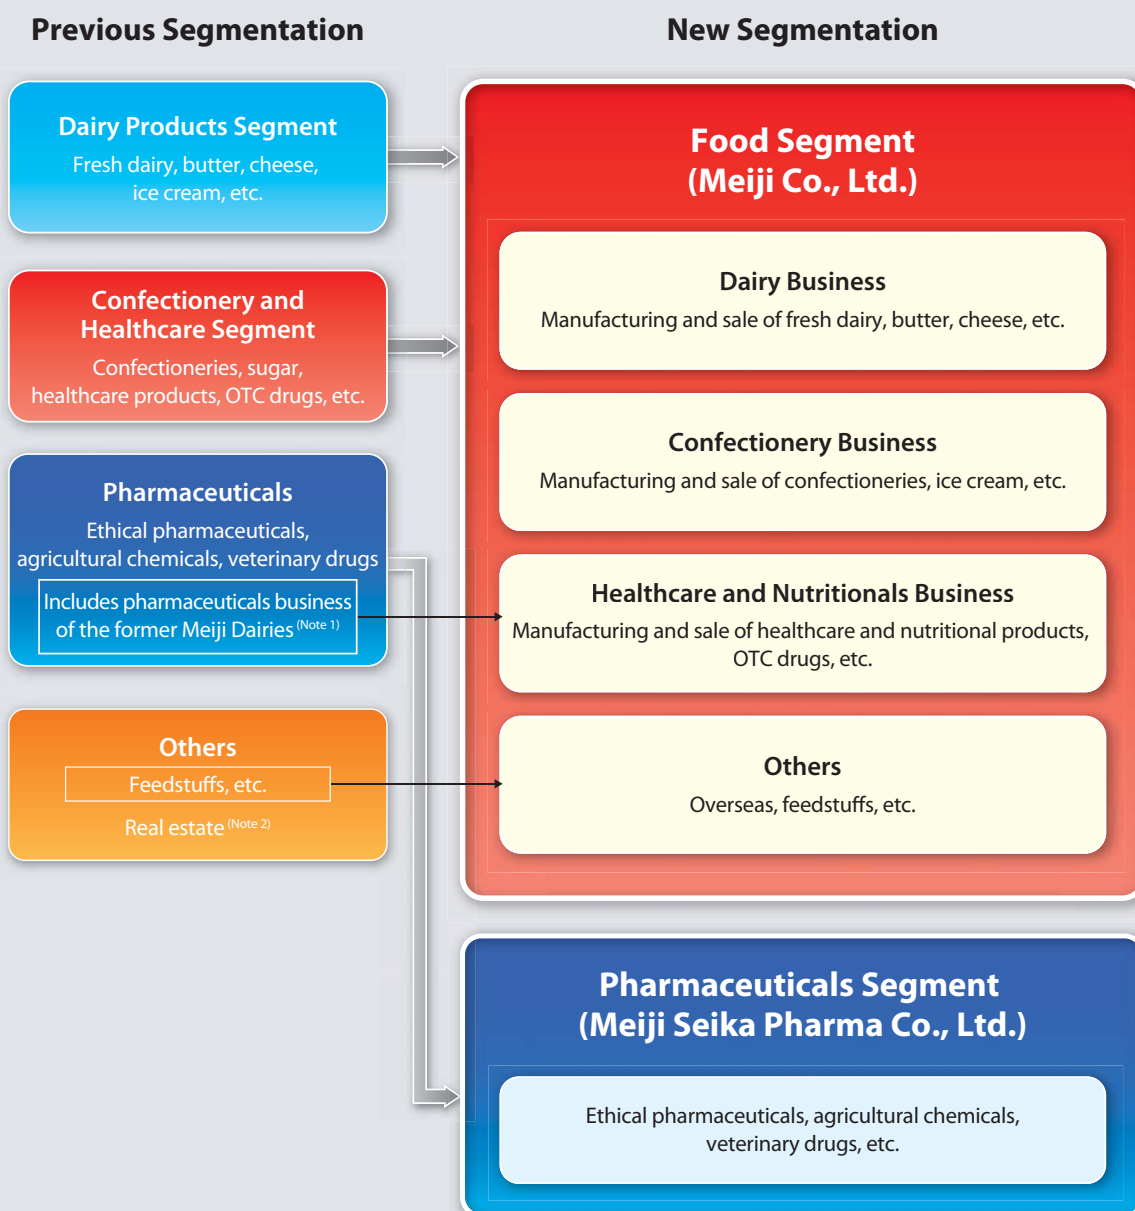 Previous Segmentation
Dairy Products Segment
Fresh dairy, butter, cheese,
ice cream, etc.
Confectionery and
Healthcare Segment
Confectioneries, sugar,
healthcare products, OTC drugs, etc.
Pharmaceuticals
Ethical pharmaceuticals,
agricultural chemicals, veterinary drugs
Includes pharmaceuticals business
of the former Meiji Dairies (Note 1)
Others
Feedstuffs, etc.
Real estate (Note 2)
New Segmentation
Food Segment
(Meiji Co., Ltd.)
Dairy Business
Manufacturing and sale of fresh dairy, butter, cheese, etc.
Confectionery Business
Manufacturing and sale of confectioneries, ice cream, etc.
Healthcare and Nutritionals Business
Manufacturing and sale of healthcare and nutritional products,
OTC drugs, etc.
Others
Overseas, feedstuffs, etc.
Pharmaceuticals Segment
(Meiji Seika Pharma Co., Ltd.)
Ethical pharmaceuticals, agricultural chemicals,
veterinary drugs, etc.